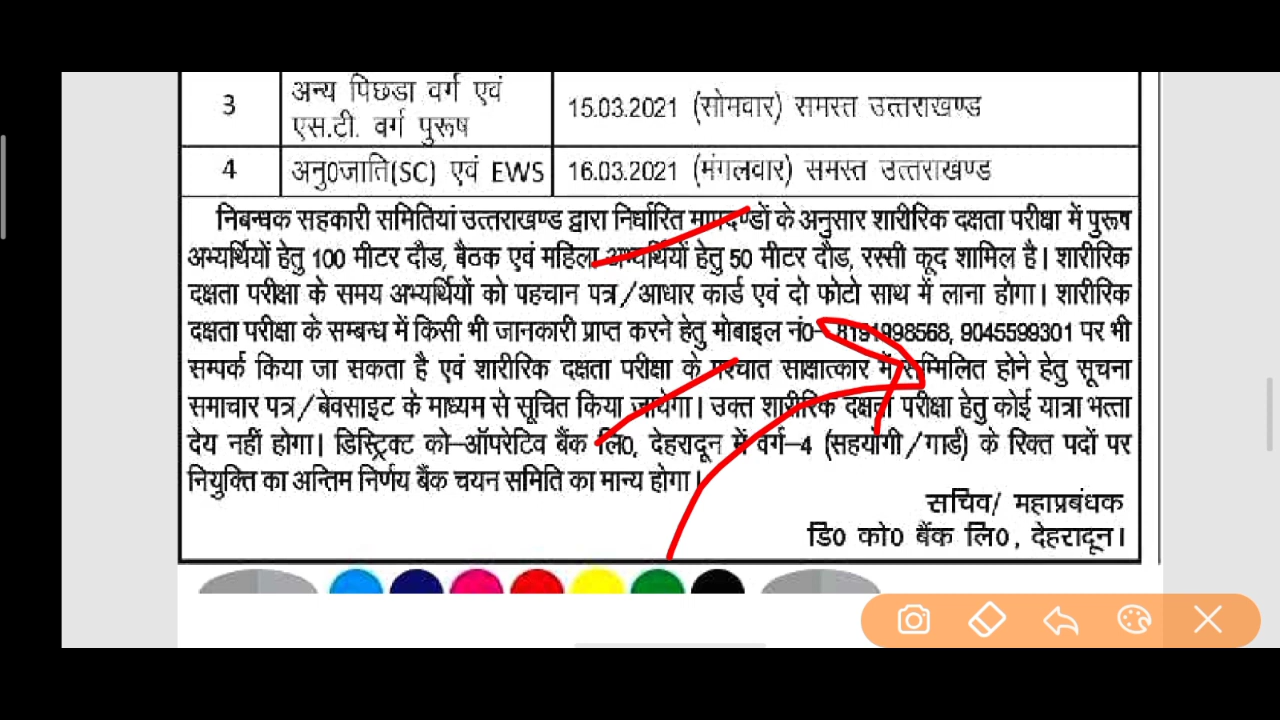 3 अन्य पिछडा वर्ग एवं एस.टी. वर्ग पुरूष 15.03.2021 (सोमवार) समस्त उत्तराखण्ड
4 अनु0जाति(SC) एवं EWS 16.03.2021 (मंगलवार) समस्त उत्तराखण्ड
निबन्धक सहकारी समितियां उत्तराखण्ड द्वारा निर्धारित मापदण्डों के अनुसार शारीरिक दक्षता परीक्षा में पुरूष
अभ्यर्थियों हेतु 100 मीटर दौड, बैठक एवं महिला अभ्यर्थियों हेतु 50 मीटर दौड, रस्सी कूद शामिल है। शारीरिक
दक्षता परीक्षा के समय अभ्यर्थियों को पहचान पत्र/आधार कार्ड एवं दो फोटो साथ में लाना होगा। शारीरिक
दक्षता परीक्षा के सम्बन्ध में किसी भी जानकारी प्राप्त करने हेतु मोबाइल नं0- 8191998568, 9045599301 पर भी
सम्पर्क किया जा सकता है एवं शारीरिक दक्षता परीक्षा के पश्चात साक्षात्कार में सम्मिलित होने हेतु सूचना
समाचार पत्र/बेवसाइट के माध्यम से सूचित किया जायेगा। उक्त शारीरिक दक्षता परीक्षा हेतु कोई यात्रा भत्ता
देय नहीं होगा। डिस्ट्रिक्ट को-ऑपरेटिव बैंक लि0, देहरादून में वर्ग-4 (सहयोगी/गार्ड) के रिक्त पदों पर
नियुक्ति का अन्तिम निर्णय बैंक चयन समिति का मान्य होगा।
सचिव/ महाप्रबंधक
डि0 को0 बैंक लि0, देहरादून।